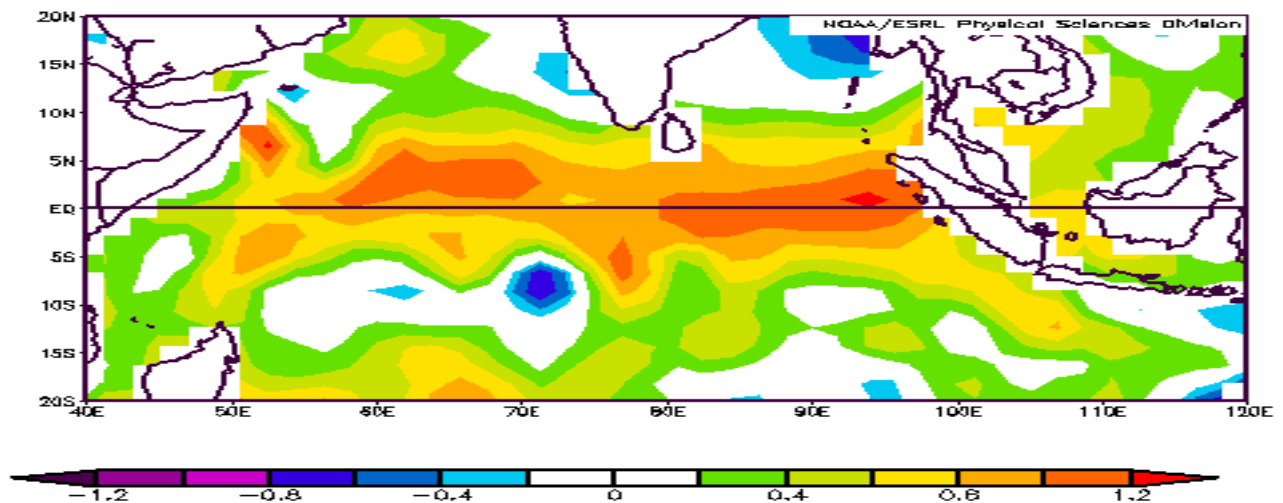 20N
NOAA/ESRL Physical Sciences Division
15N
10N
5N
EQ
5S
10S
15S
20S
40E 50E 60E 70E 80E 90E 100E 110E 120E
-1.2 -0.8 -0.4 0 0.4 0.8 1.2